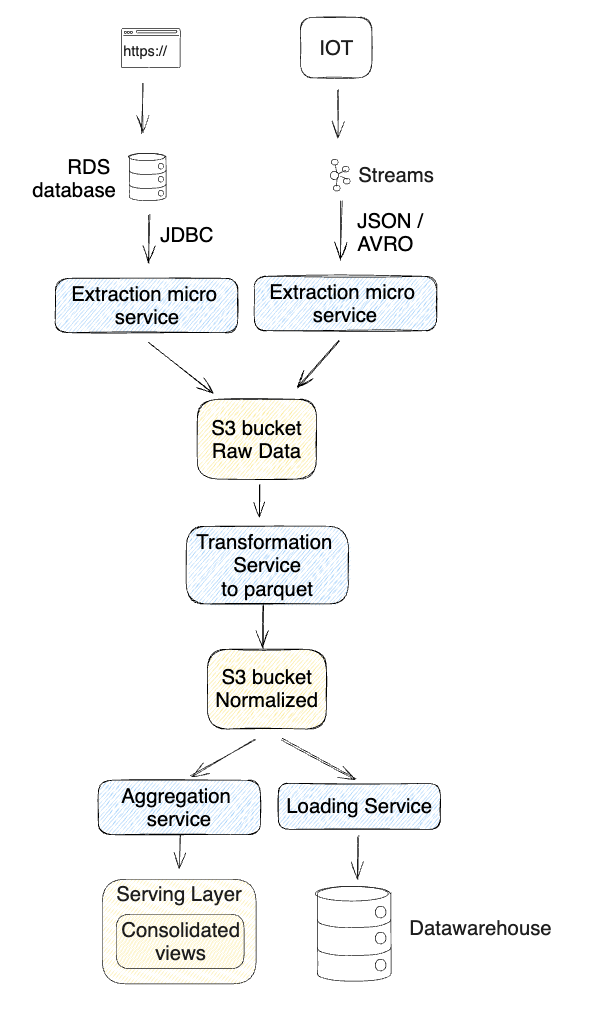 https://
IOT
RDS
database
Streams
JDBC
JSON /
AVRO
Extraction micro
service
Extraction micro
service
S3 bucket
Raw Data
Transformation
Service
to parquet
S3 bucket
Normalized
Aggregation
service
Loading Service
Serving Layer
Consolidated
views
Datawarehouse